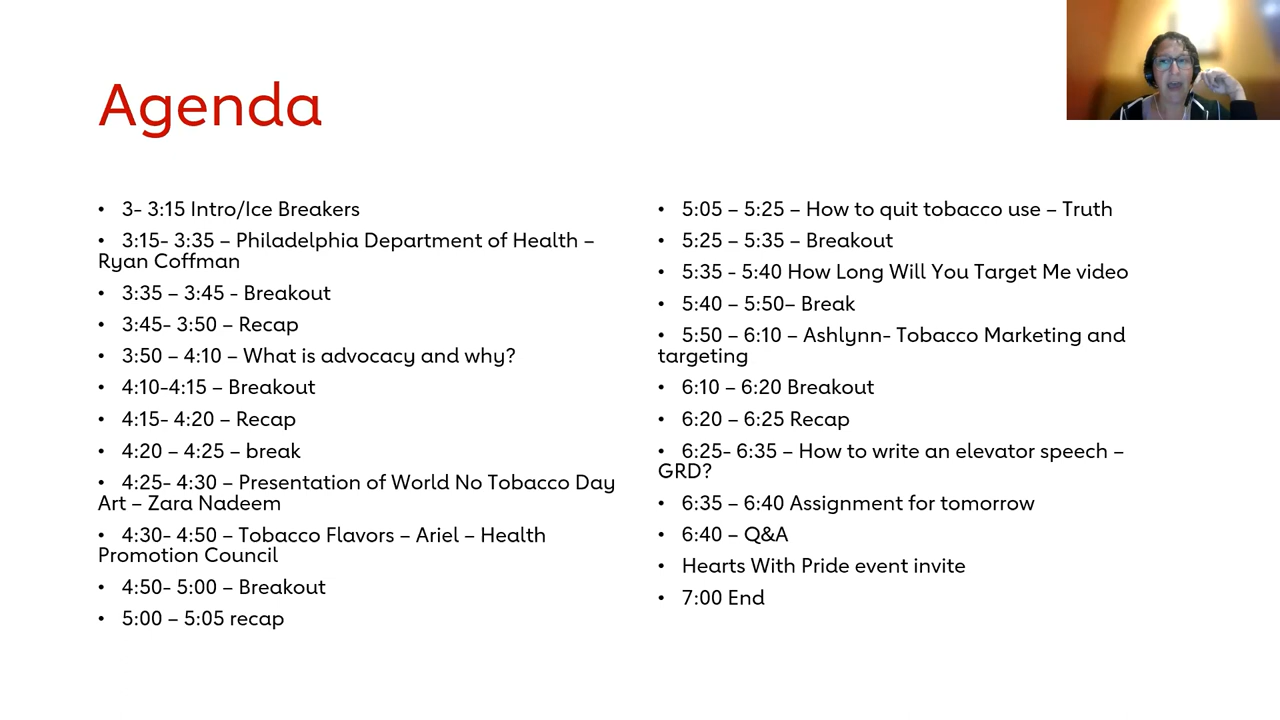 Agenda
• 3- 3:15 Intro/Ice Breakers
• 3:15- 3:35 – Philadelphia Department of Health –
Ryan Coffman
• 3:35 – 3:45 - Breakout
• 3:45- 3:50 – Recap
• 3:50 – 4:10 – What is advocacy and why?
• 4:10-4:15 – Breakout
• 4:15- 4:20 – Recap
• 4:20 – 4:25 – break
• 4:25- 4:30 – Presentation of World No Tobacco Day
Art – Zara Nadeem
• 4:30- 4:50 – Tobacco Flavors – Ariel – Health
Promotion Council
• 4:50- 5:00 – Breakout
• 5:00 – 5:05 recap
• 5:05 – 5:25 – How to quit tobacco use – Truth
• 5:25 – 5:35 – Breakout
• 5:35 - 5:40 How Long Will You Target Me video
• 5:40 – 5:50– Break
• 5:50 – 6:10 – Ashlynn- Tobacco Marketing and
targeting
• 6:10 – 6:20 Breakout
• 6:20 – 6:25 Recap
• 6:25- 6:35 – How to write an elevator speech –
GRD?
• 6:35 – 6:40 Assignment for tomorrow
• 6:40 – Q&A
• Hearts With Pride event invite
• 7:00 End